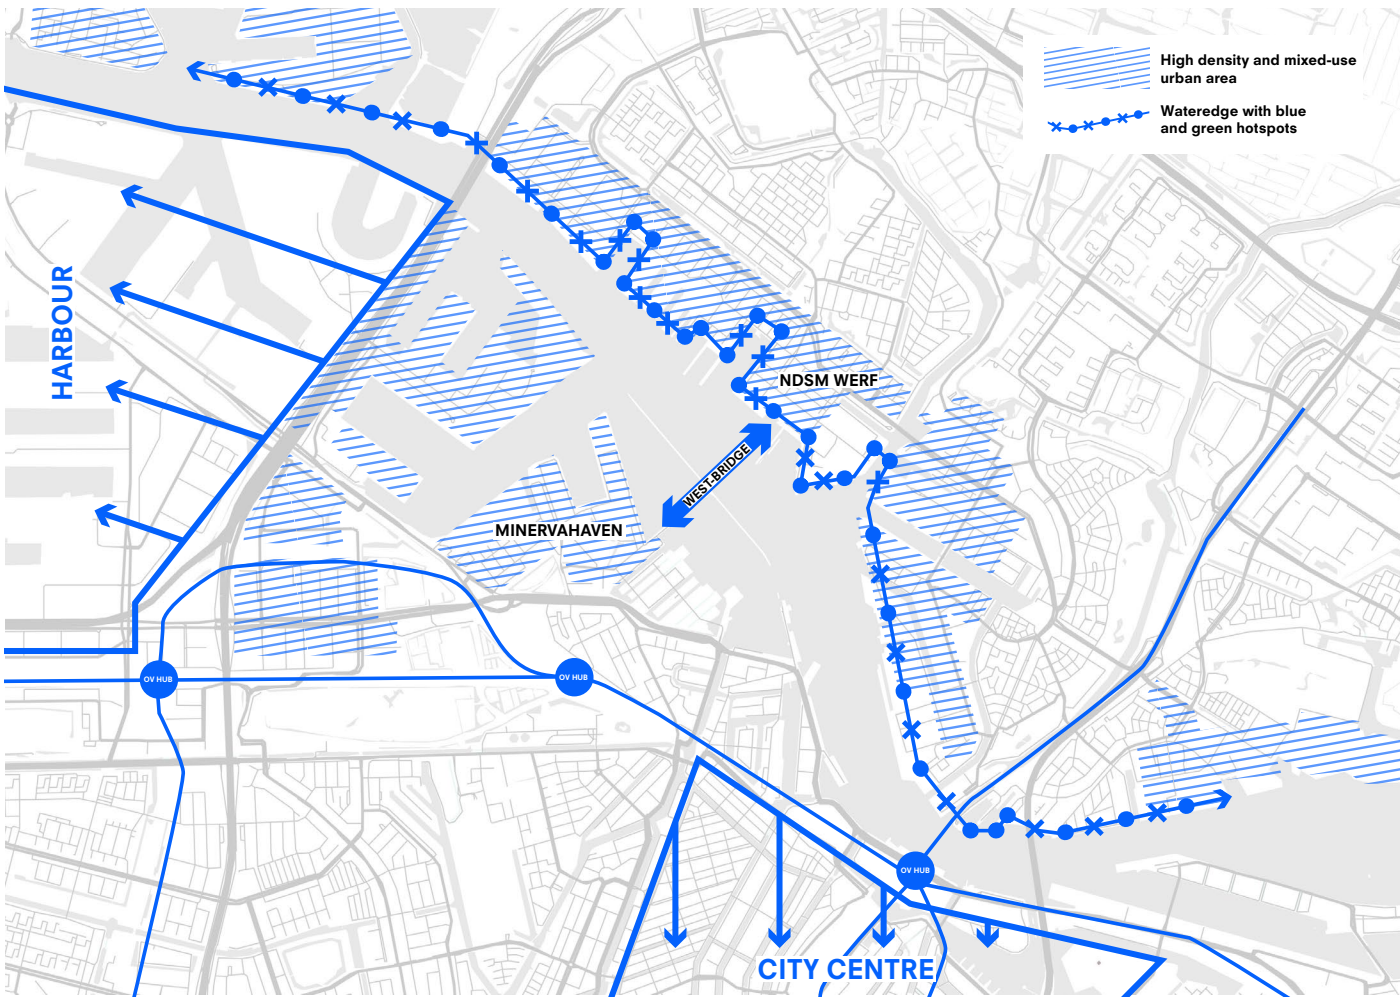 High density and mixed-use
urban area
Wateredge with blue
and green hotspots
HARBOUR
NDSM WERF
WEST-BRIDGE
MINERVAHAVEN
OV HUB
OV HUB
OV HUB
CITY CENTRE